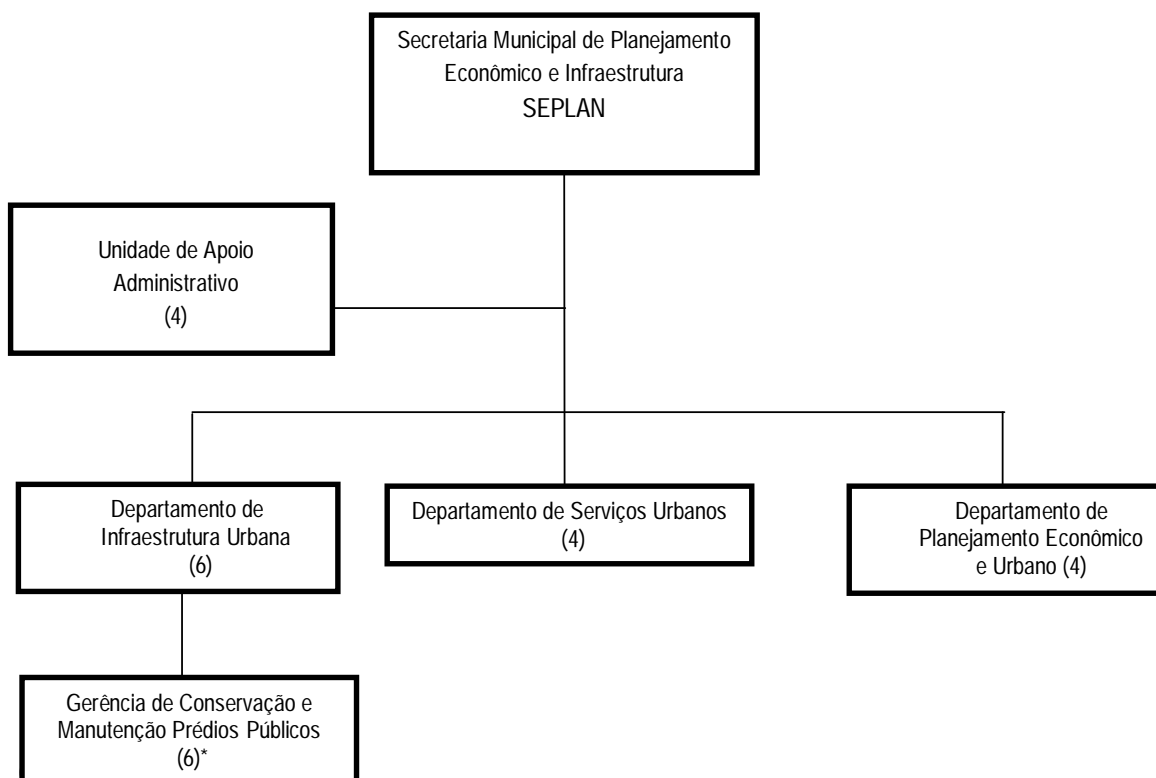 Secretaria Municipal de Planejamento
Econômico e Infraestrutura
SEPLAN
Unidade de Apoio
Administrativo
(4)
Departamento de
Infraestrutura Urbana
(6)
Departamento de Serviços Urbanos
(4)
Departamento de
Planejamento Econômico
e Urbano (4)
Gerência de Conservação e
Manutenção Prédios Públicos
(6)*